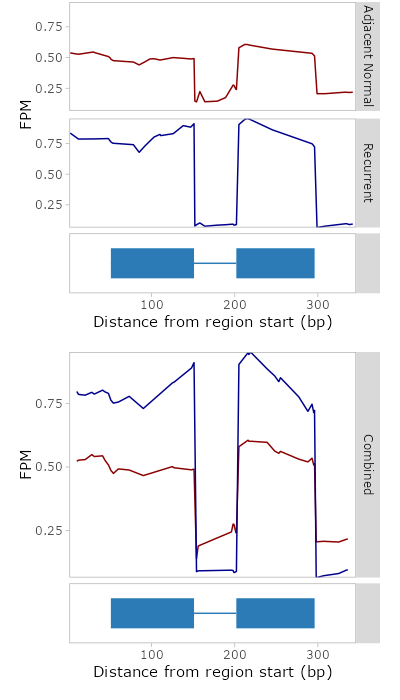 0.75
0.50
0.25
Adjacent Normal
FPM
0.75
0.50
0.25
Recurrent
100
200
300
Distance from region start (bp)
0.75
0.50
0.25
FPM
Combined
100
200
300
Distance from region start (bp)